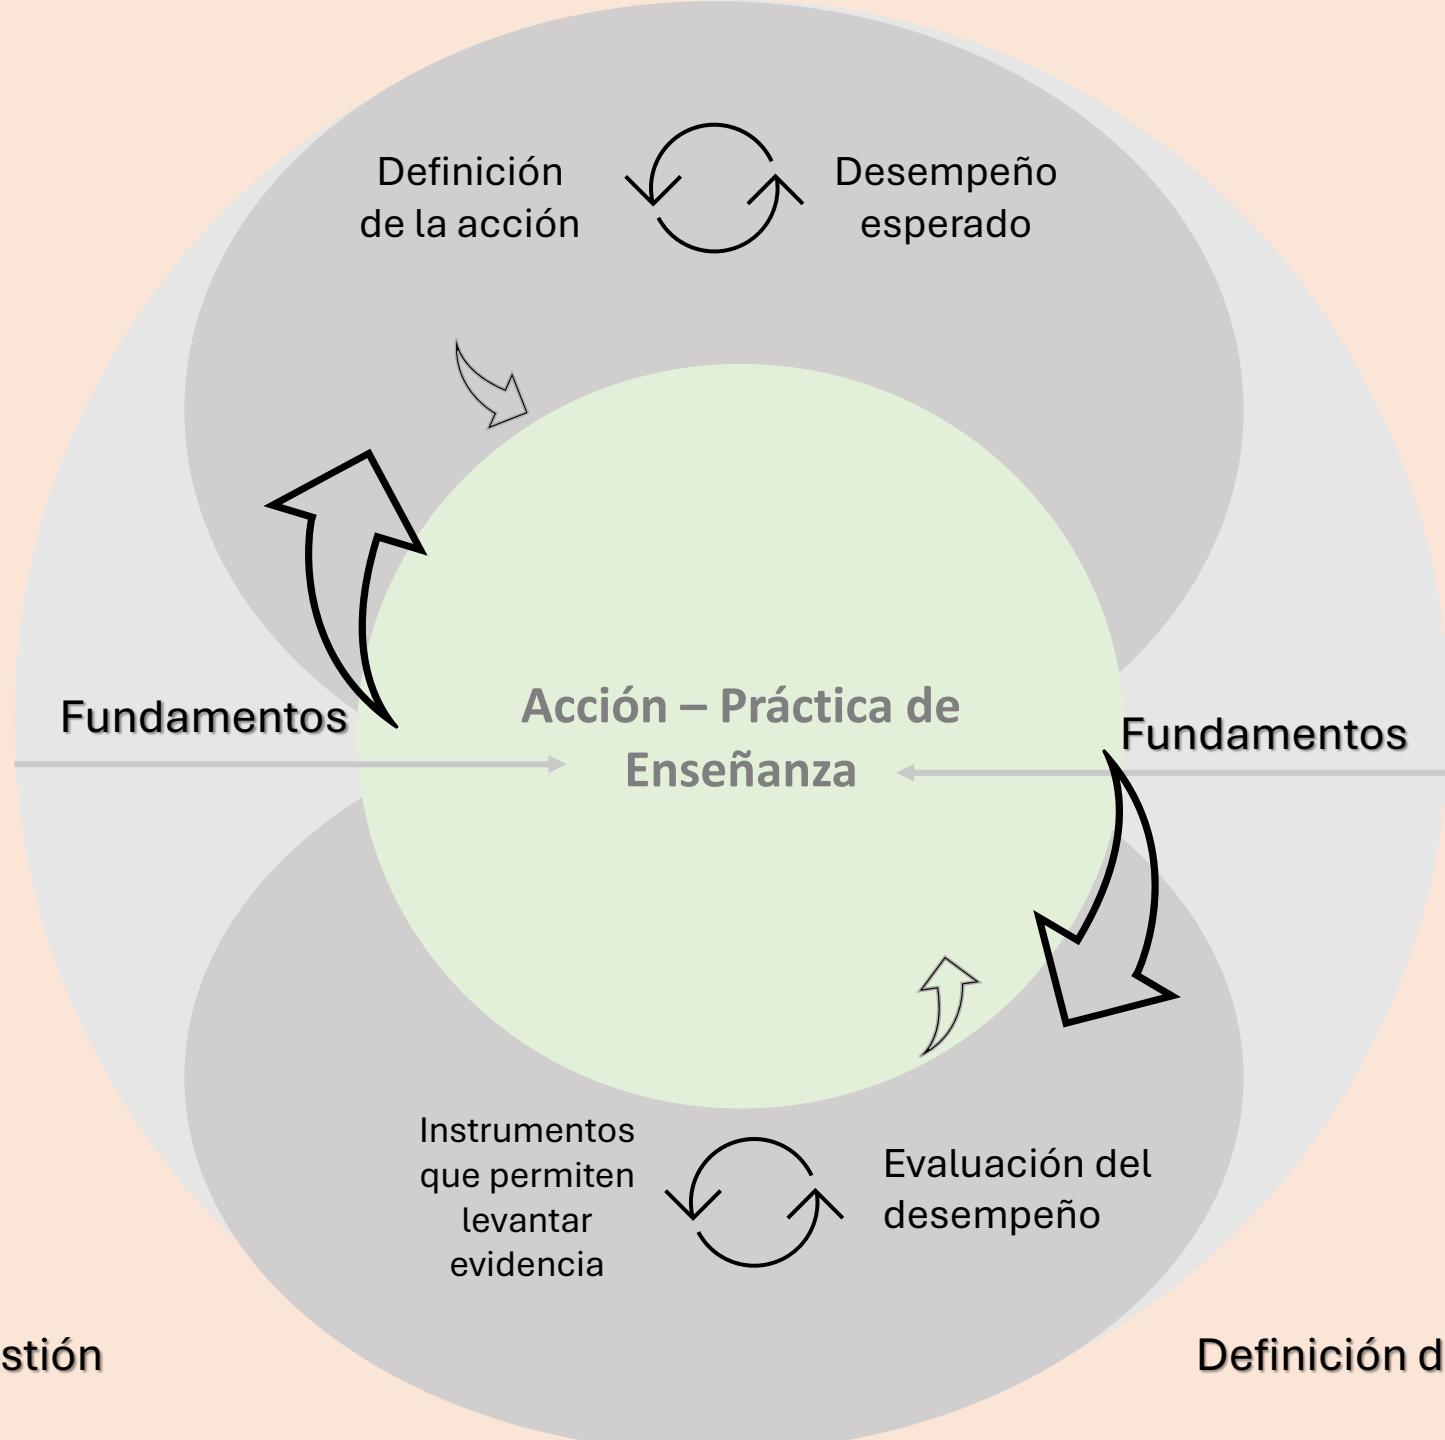 Definición
de la acción
Desempeño
esperado
Fundamentos
Acción – Práctica de
Enseñanza
Fundamentos
Instrumentos
que permiten
levantar
evidencia
Evaluación del
desempeño
stión
Definición d